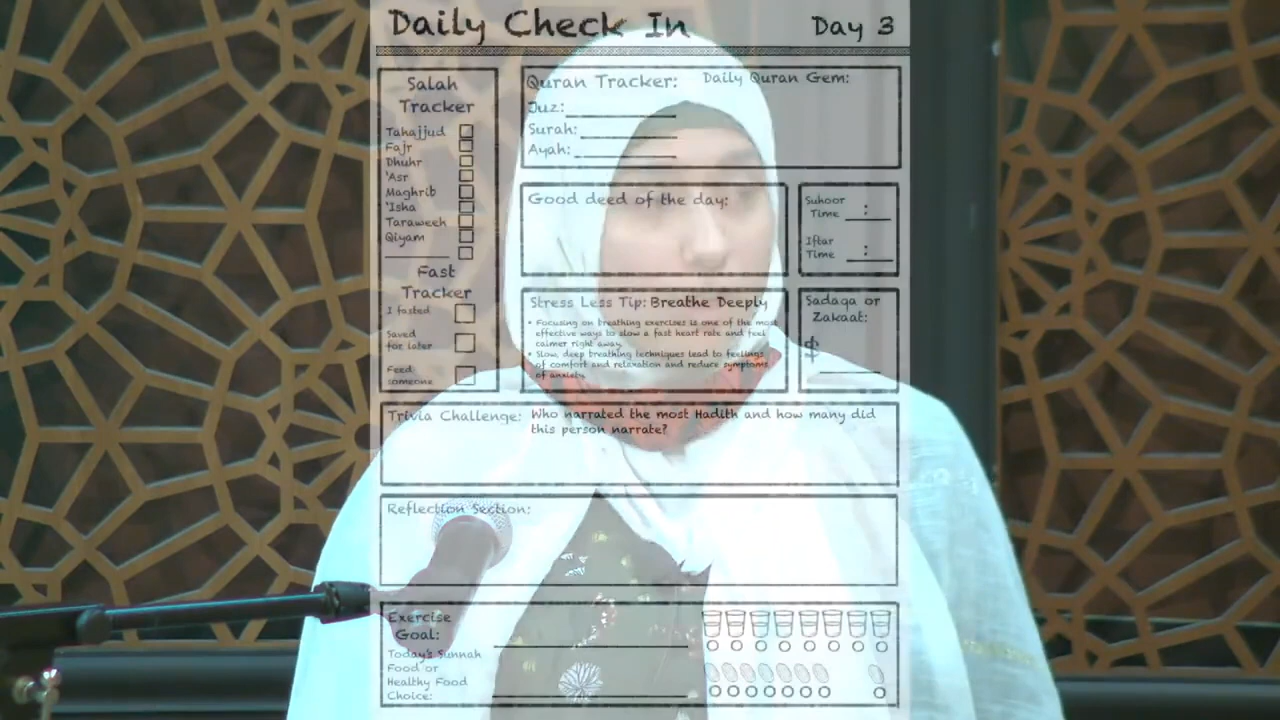 Daily Check In
Day 3
Salah
Tracker
Tahajjud
Fajr
Dhuhr
'Asr
Maghrib
'Isha
Taraweeh
Qiyam
Fast
Tracker
I fasted
Saved
for later
Feed
someone
Quran Tracker:
Juz:
Surah:
Ayah:
Daily Quran Gem:
Good deed of the day:
Suhoor
Time :
Iftar
Time :
Stress Less Tip: Breathe Deeply
• Focusing on breathing exercises is one of the most
effective ways to slow a fast heart rate and feel
calmer right away.
• Slow, deep breathing techniques lead to feelings
of comfort and relaxation and reduce symptoms
of anxiety.
Sadaqa or
Zakaat:
$
Trivia Challenge: Who narrated the most Hadith and how many did
this person narrate?
Reflection Section:
Exercise
Goal:
Today's Sunnah
Food or
Healthy Food
Choice: